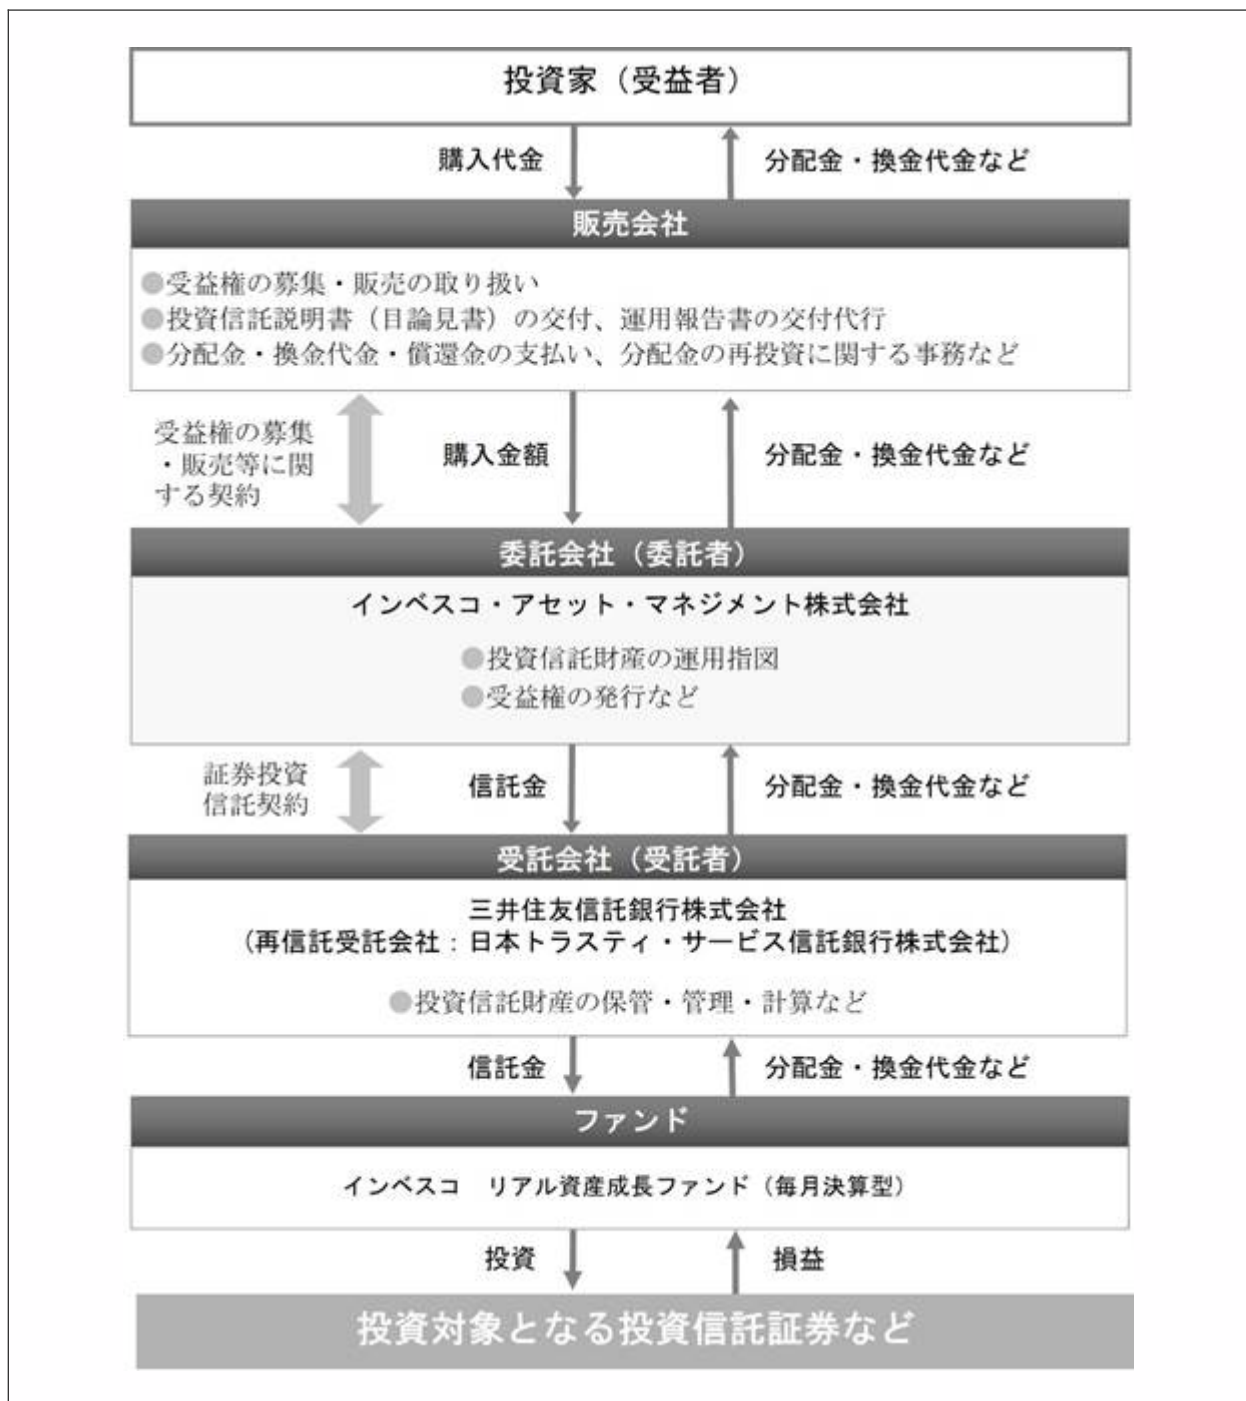 投資家（受益者）
購入代金
分配金・換金代金など
販売会社
●受益権の募集・販売の取り扱い
●投資信託説明書（目論見書）の交付、運用報告書の交付代行
●分配金・換金代金・償還金の支払い、分配金の再投資に関する事務など
受益権の募集
・販売等に関
する契約
購入金額
分配金・換金代金など
委託会社（委託者）
インベスコ・アセット・マネジメント株式会社
●投資信託財産の運用指図
●受益権の発行など
証券投資
信託契約
信託金
分配金・換金代金など
受託会社（受託者）
三井住友信託銀行株式会社
（再信託受託会社：日本トラスティ・サービス信託銀行株式会社）
●投資信託財産の保管・管理・計算など
信託金
分配金・換金代金など
ファンド
インベスコ　リアル資産成長ファンド（毎月決算型）
投資
損益
投資対象となる投資信託証券など